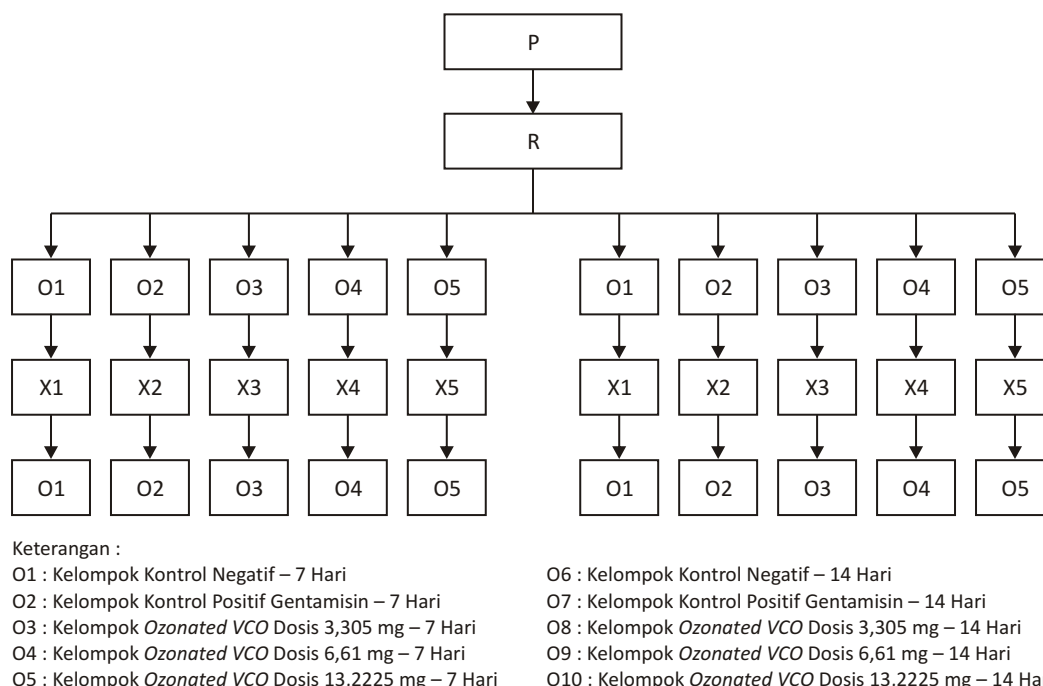 P
R
O1 O2 O3 O4 O5 O1 O2 O3 O4 O5
X1 X2 X3 X4 X5 X1 X2 X3 X4 X5
O1 O2 O3 O4 O5 O1 O2 O3 O4 O5
Keterangan :
O1 : Kelompok Kontrol Negatif – 7 Hari
O2 : Kelompok Kontrol Positif Gentamisin – 7 Hari
O3 : Kelompok Ozonated VCO Dosis 3,305 mg – 7 Hari
O4 : Kelompok Ozonated VCO Dosis 6,61 mg – 7 Hari
O5 : Kelompok Ozonated VCO Dosis 13,2225 mg – 7 Hari
O6 : Kelompok Kontrol Negatif – 14 Hari
O7 : Kelompok Kontrol Positif Gentamisin – 14 Hari
O8 : Kelompok Ozonated VCO Dosis 3,305 mg – 14 Hari
O9 : Kelompok Ozonated VCO Dosis 6,61 mg – 14 Hari
O10 : Kelompok Ozonated VCO Dosis 13,2225 mg – 14 Ha